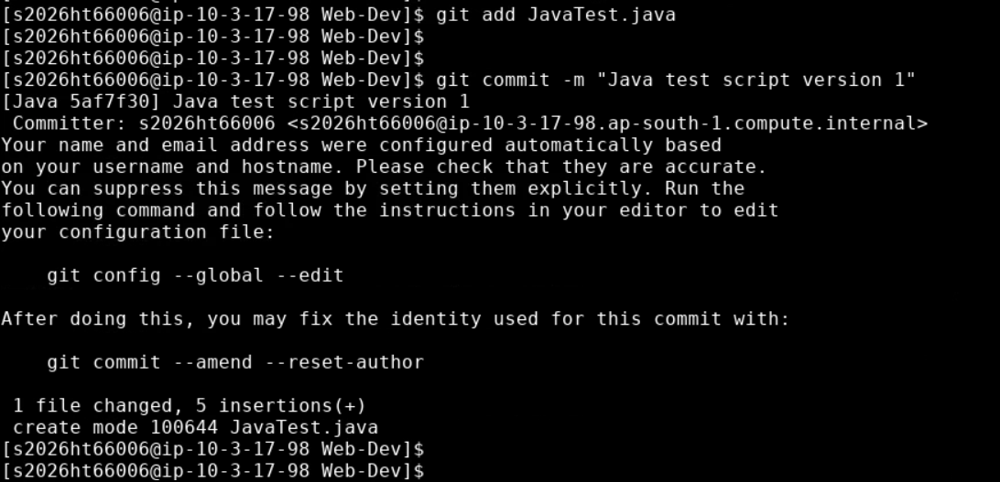 [s2026ht66006@ip-10-3-17-98 Web-Dev]$ git add JavaTest.java
[s2026ht66006@ip-10-3-17-98 Web-Dev]$
[s2026ht66006@ip-10-3-17-98 Web-Dev]$
[s2026ht66006@ip-10-3-17-98 Web-Dev]$ git commit -m "Java test script version 1"
[Java 5af7f30] Java test script version 1
 Committer: s2026ht66006 <s2026ht66006@ip-10-3-17-98.ap-south-1.compute.internal>
Your name and email address were configured automatically based
on your username and hostname. Please check that they are accurate.
You can suppress this message by setting them explicitly. Run the
following command and follow the instructions in your editor to edit
your configuration file:

    git config --global --edit

After doing this, you may fix the identity used for this commit with:

    git commit --amend --reset-author

 1 file changed, 5 insertions(+)
 create mode 100644 JavaTest.java
[s2026ht66006@ip-10-3-17-98 Web-Dev]$
[s2026ht66006@ip-10-3-17-98 Web-Dev]$